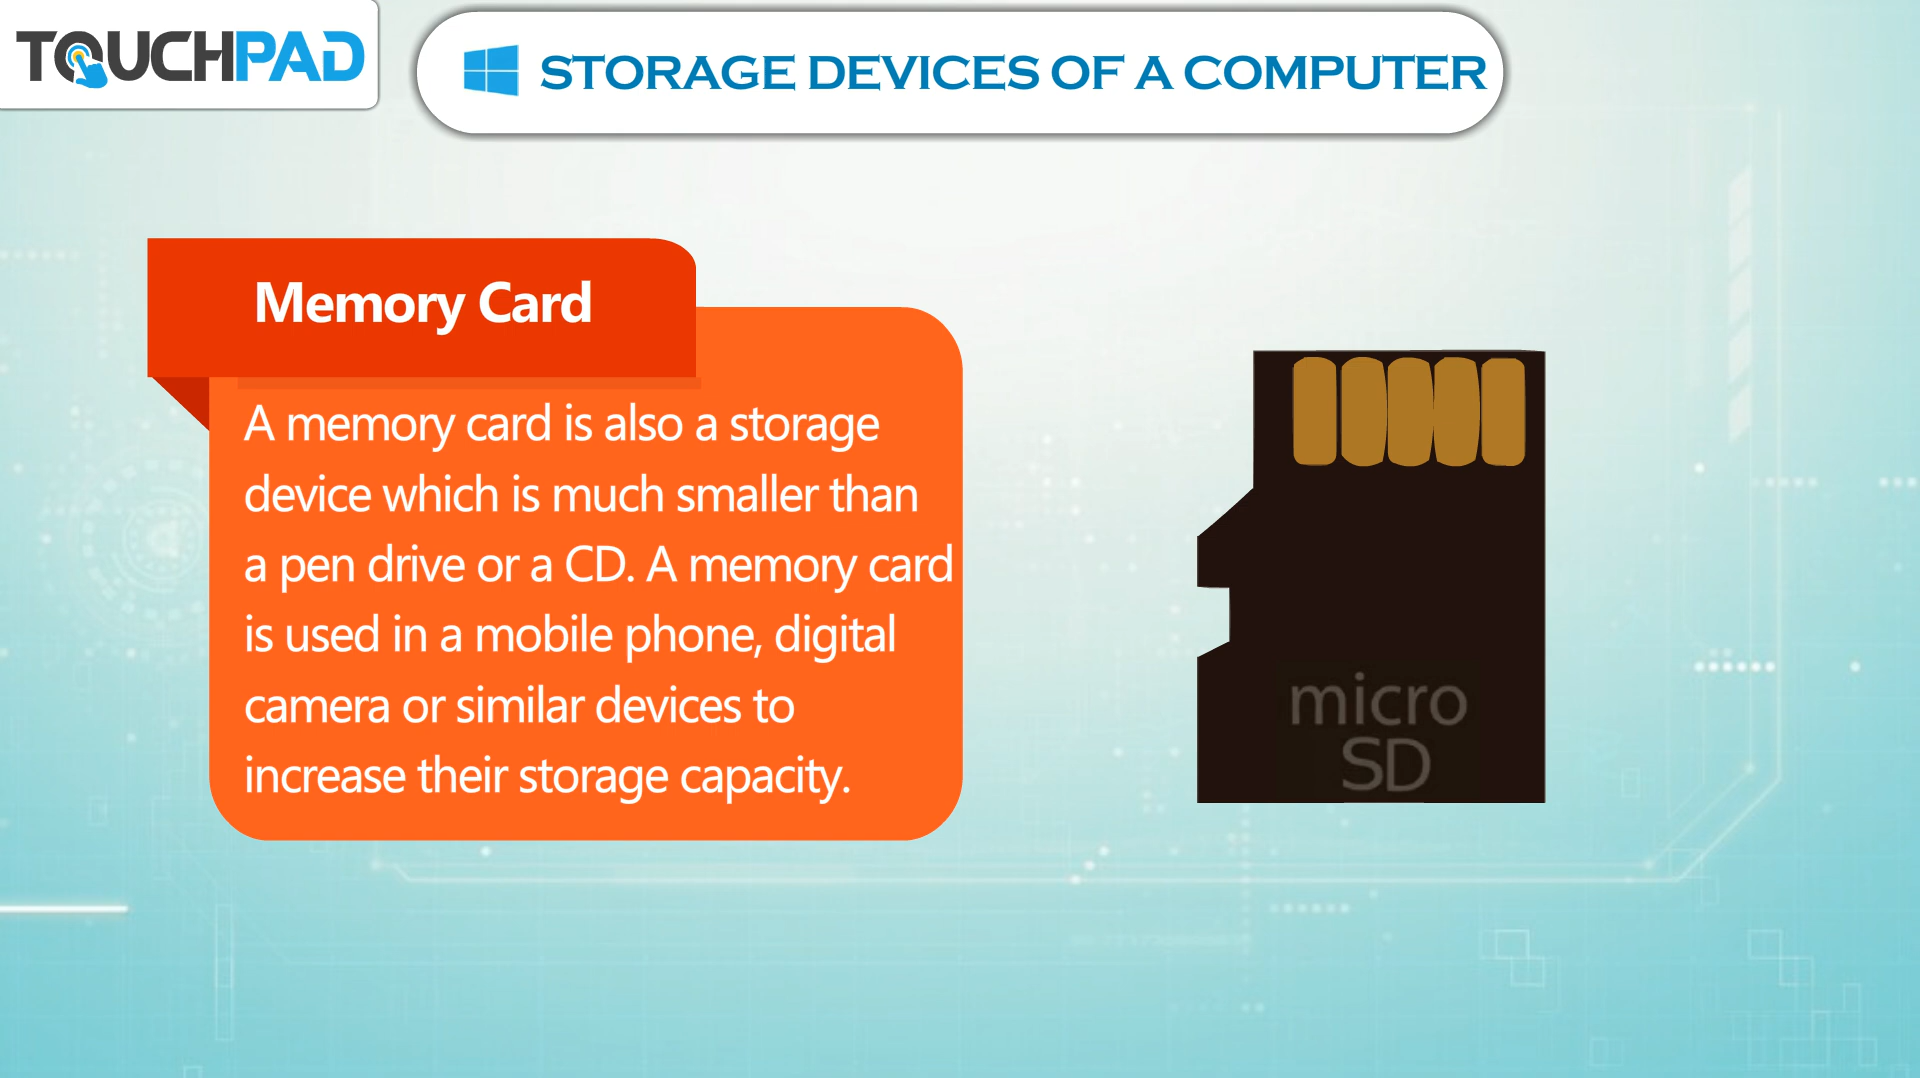 TOUCHPAD
STORAGE DEVICES OF A COMPUTER
Memory Card
A memory card is also a storage
device which is much smaller than
a pen drive or a CD. A memory card
is used in a mobile phone, digital
camera or similar devices to
increase their storage capacity.
micro
SD